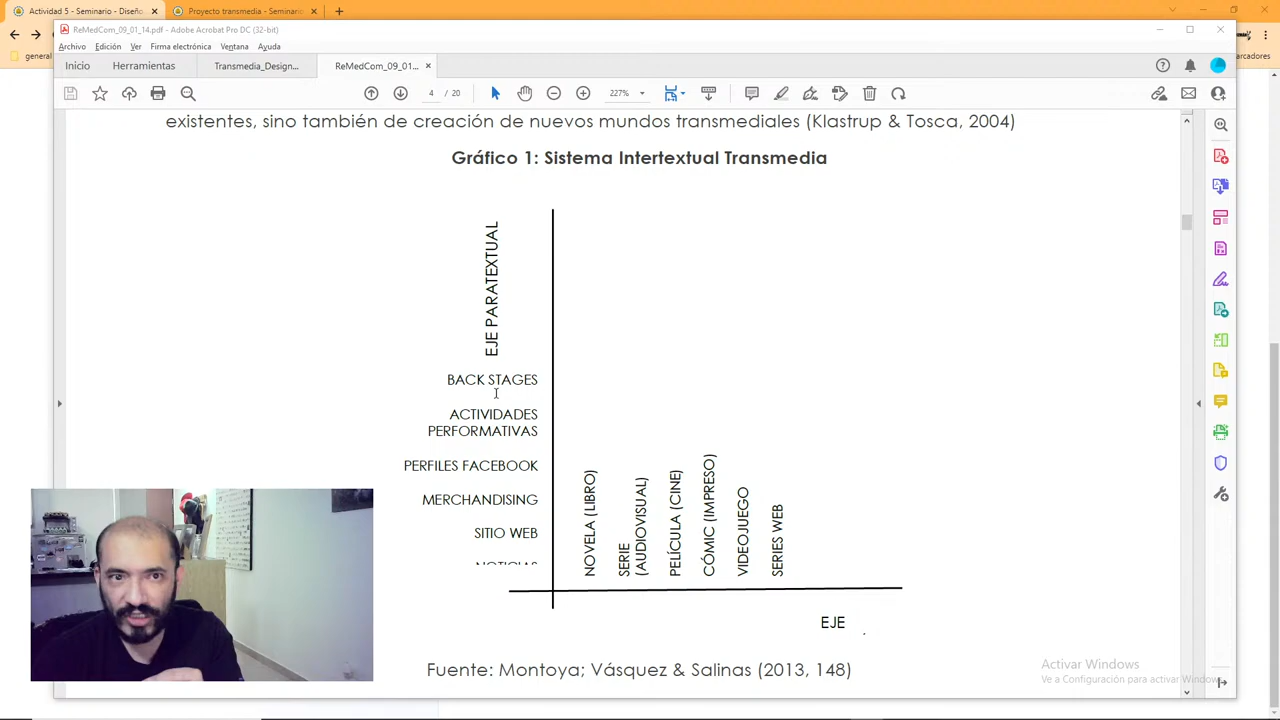 Actividad 5 - Seminario - Diseño
Proyecto transmedia - Seminario
general
arcadores
ReMedCom_09_01_14.pdf - Adobe Acrobat Pro DC (32-bit)
Archivo Edición Ver Firma electrónica Ventana Ayuda
Inicio Herramientas Transmedia_Design... ReMedCom_09_01...
4 / 20 227%
existentes, sino también de creación de nuevos mundos transmediales (Klastrup & Tosca, 2004)
Gráfico 1: Sistema Intertextual Transmedia
EJE PARATEXTUAL
BACK STAGES
ACTIVIDADES
PERFORMATIVAS
PERFILES FACEBOOK
MERCHANDISING
SITIO WEB
NOTICIAS
NOVELA (LIBRO)
SERIE
(AUDIOVISUAL)
PELÍCULA (CINE)
CÓMIC (IMPRESO)
VIDEOJUEGO
SERIES WEB
EJE
Fuente: Montoya; Vásquez & Salinas (2013, 148)
Activar Windows
Ve a Configuración para activar Windows.